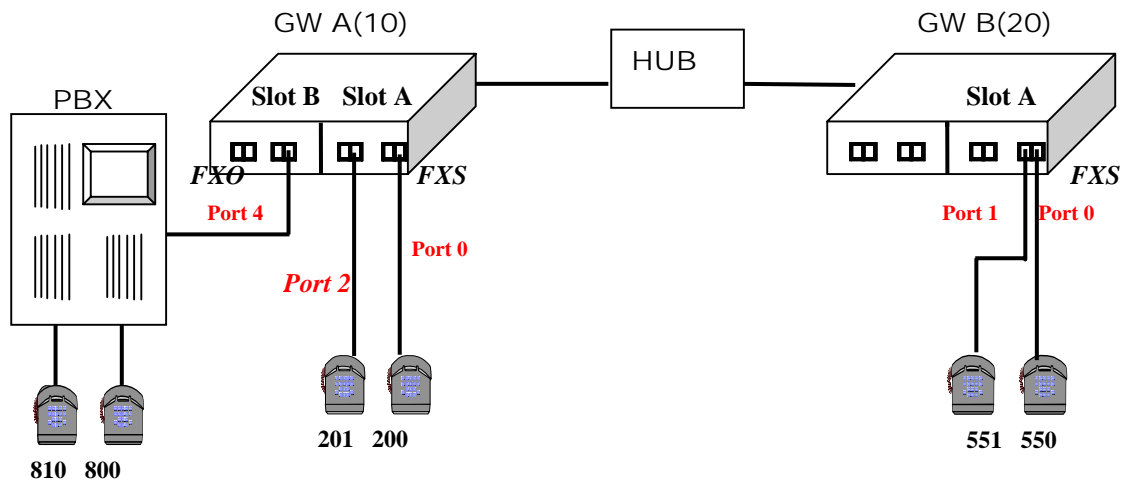 GW A(10)
GW B(20)
HUB
PBX
Slot B
Slot A
Slot A
FXO
FXS
FXS
Port 4
Port 1
Port 0
Port 0
Port 2
201
200
551
550
810
800